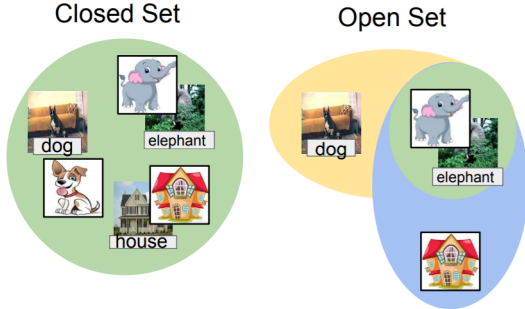 Closed Set
Open Set
dog
elephant
house
dog
elephant